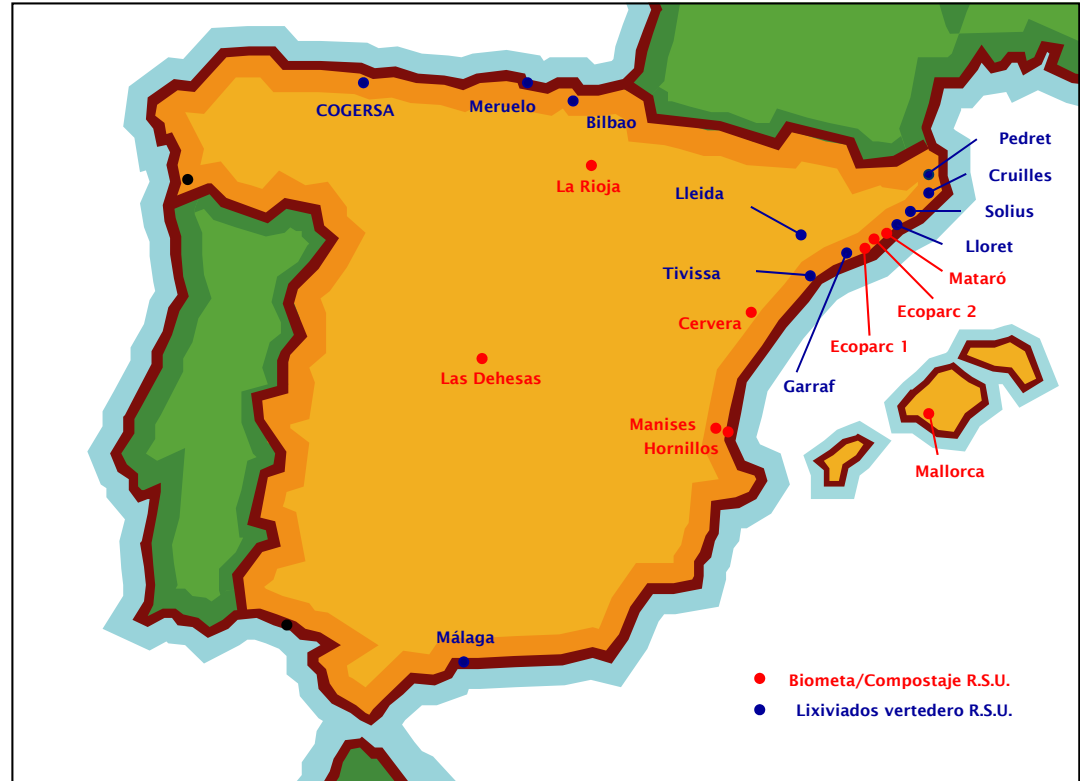 COGERSA
Meruelo
Bilbao
Pedret
Cruilles
La Rioja
Lleida
Solius
Lloret
Tivissa
Mataró
Ecoparc 2
Cervera
Ecoparc 1
Las Dehesas
Garraf
Manises
Hornillos
Mallorca
Málaga
Biometa/Compostaje R.S.U.
Lixiviados vertedero R.S.U.